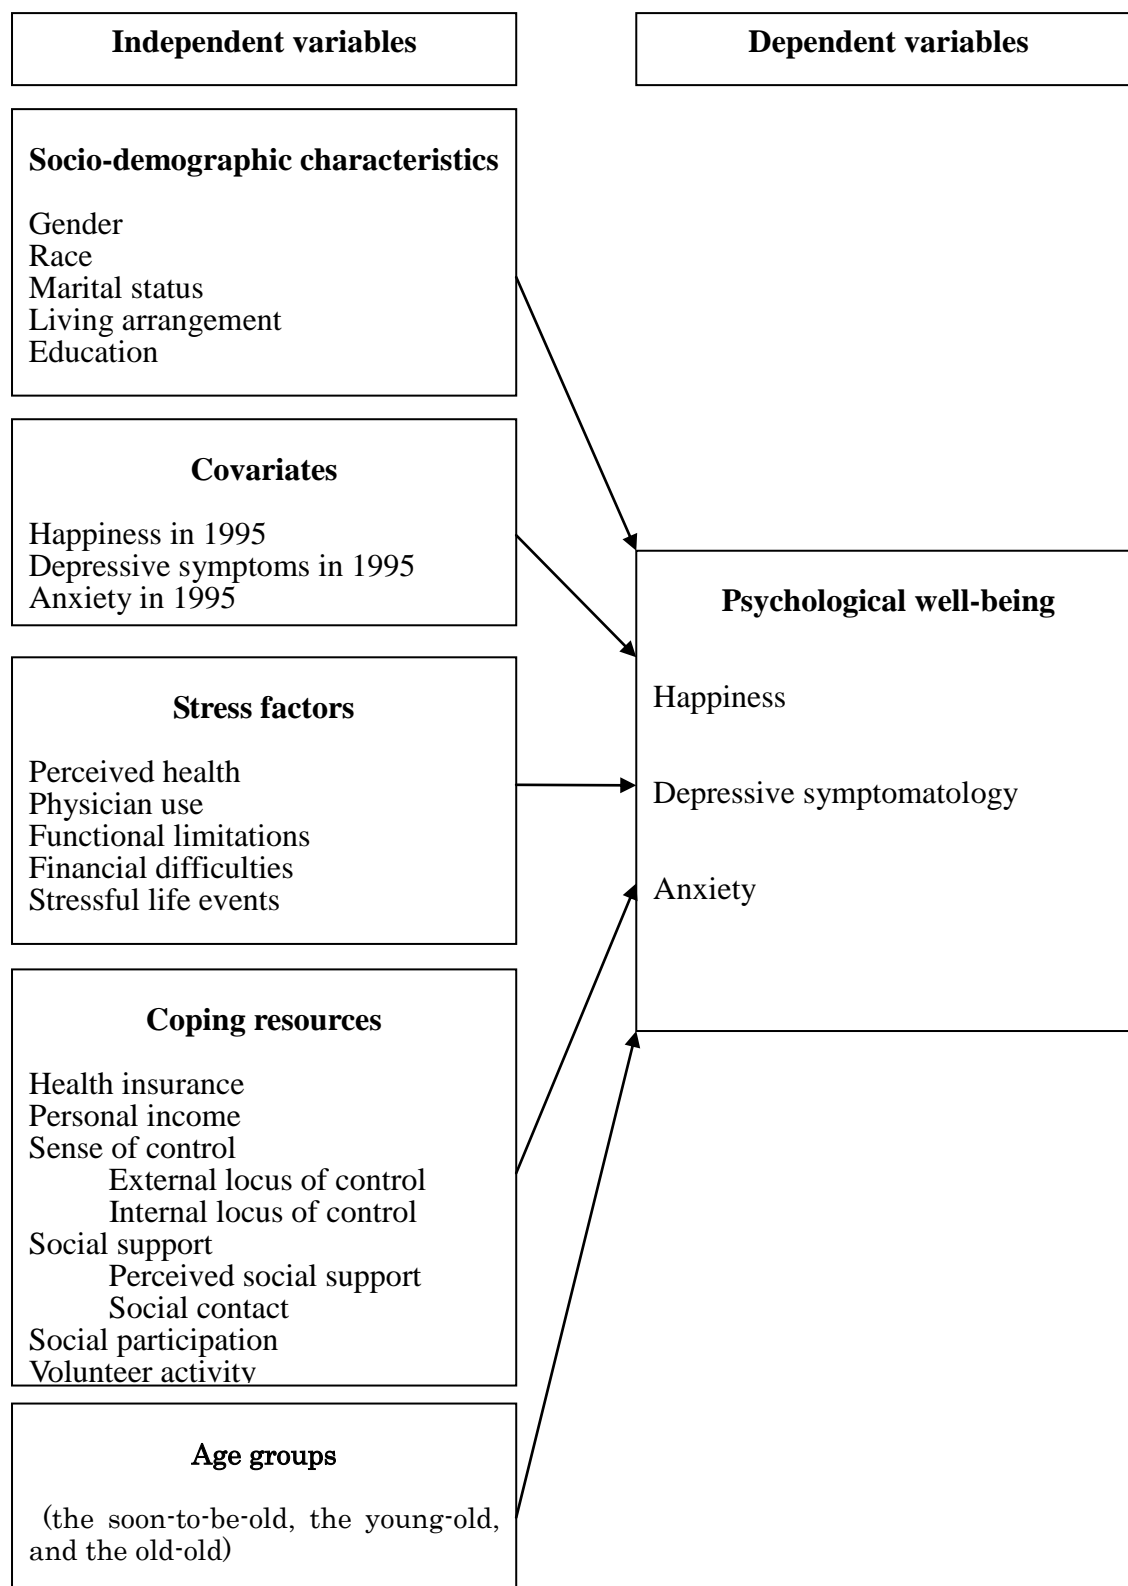 Independent variables
Dependent variables
Socio-demographic characteristics
Gender
Race
Marital status
Living arrangement
Education
Covariates
Happiness in 1995
Depressive symptoms in 1995
Anxiety in 1995
Stress factors
Perceived health
Physician use
Functional limitations
Financial difficulties
Stressful life events
Coping resources
Health insurance
Personal income
Sense of control
External locus of control
Internal locus of control
Social support
Perceived social support
Social contact
Social participation
Volunteer activity
Age groups
(the soon-to-be-old, the young-old,
and the old-old)
Psychological well-being
Happiness
Depressive symptomatology
Anxiety